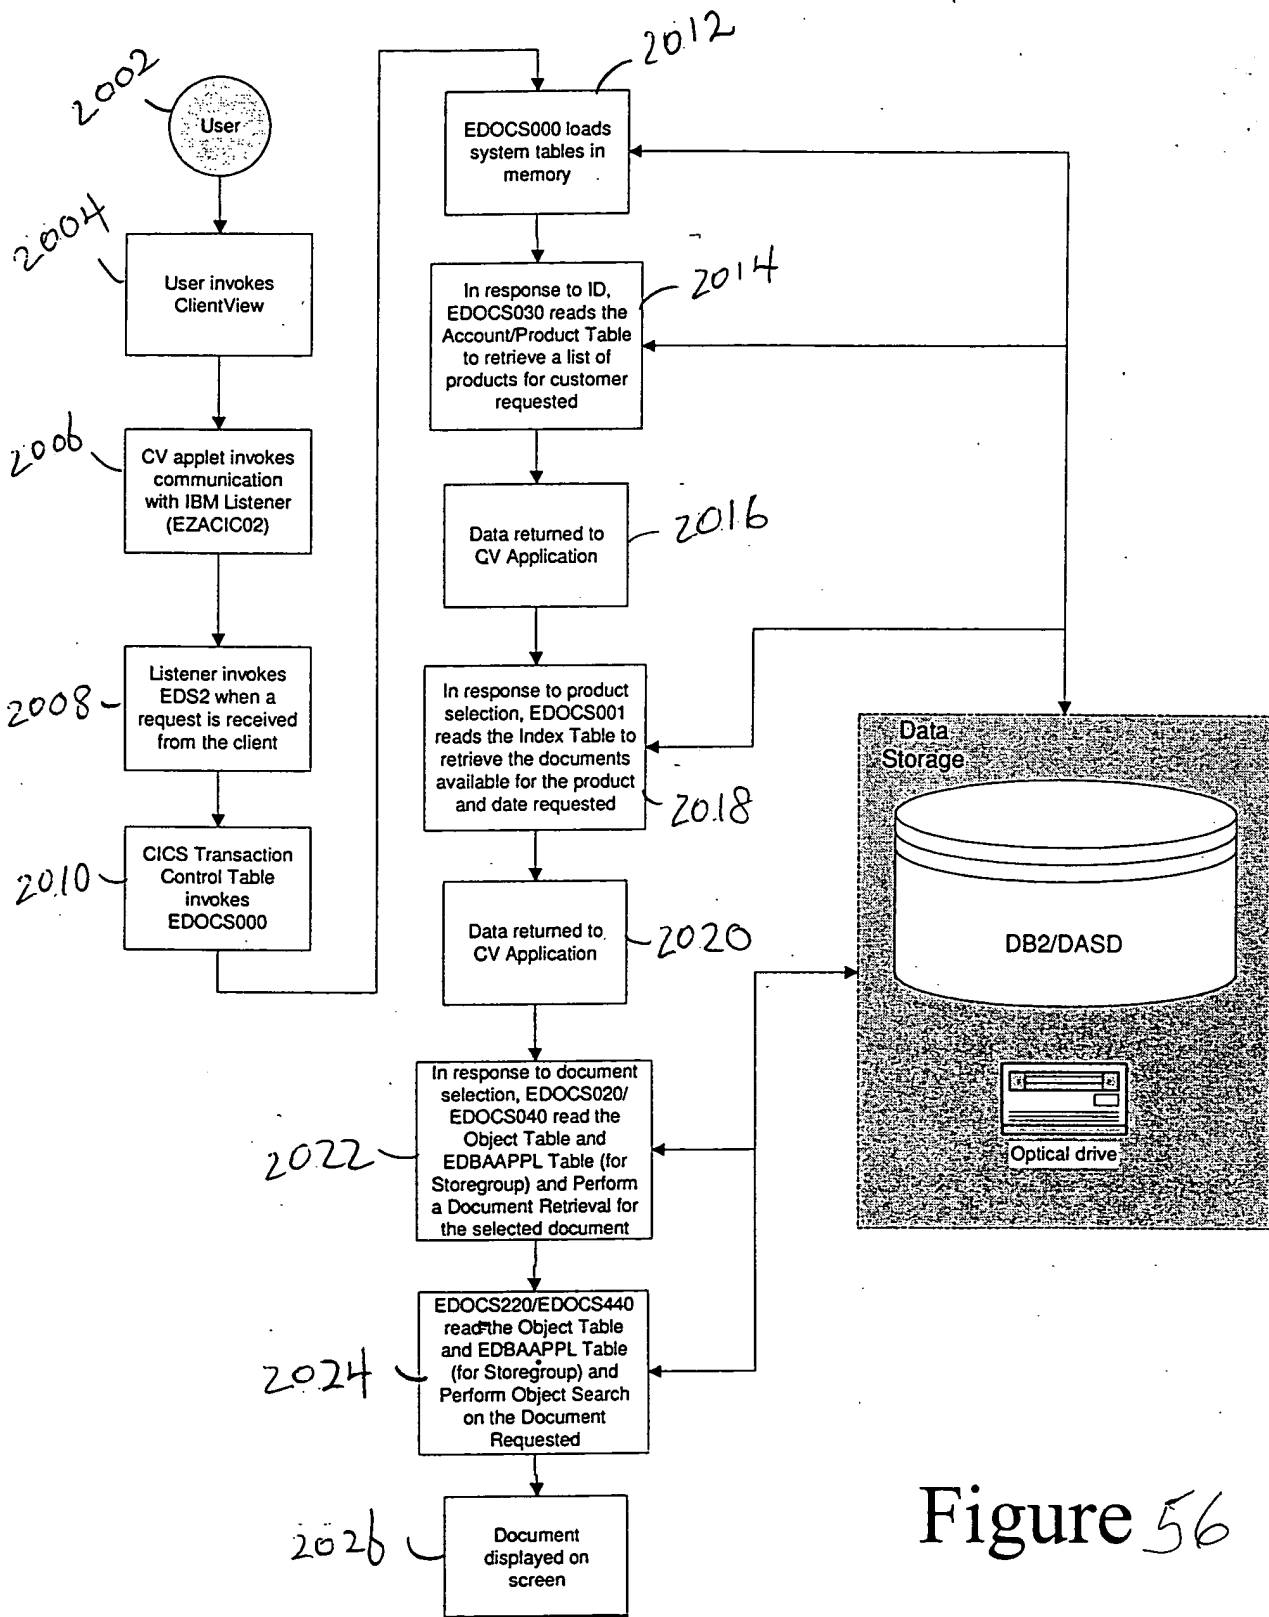 2002
User
2004
User invokes
ClientView
2006
CV applet invokes
communication
with IBM Listener
(EZACIC02)
2008
Listener invokes
EDS2 when a
request is received
from the client
2010
CICS Transaction
Control Table
invokes
EDOCS000
2012
EDOCS000 loads
system tables in
memory
2014
In response to ID,
EDOCS030 reads the
Account/Product Table
to retrieve a list of
products for customer
requested
2016
Data returned to
CV Application
2018
In response to product
selection, EDOCS001
reads the Index Table to
retrieve the documents
available for the product
and date requested
2020
Data returned to
CV Application
2022
In response to document
selection, EDOCS020/
EDOCS040 read the
Object Table and
EDBAAPPL Table (for
Storegroup) and Perform
a Document Retrieval for
the selected document
2024
EDOCS220/EDOCS440
read the Object Table
and EDBAAPPL Table
(for Storegroup) and
Perform Object Search
on the Document
Requested
2026
Document
displayed on
screen
Data
Storage
DB2/DASD
Optical drive
Figure 56